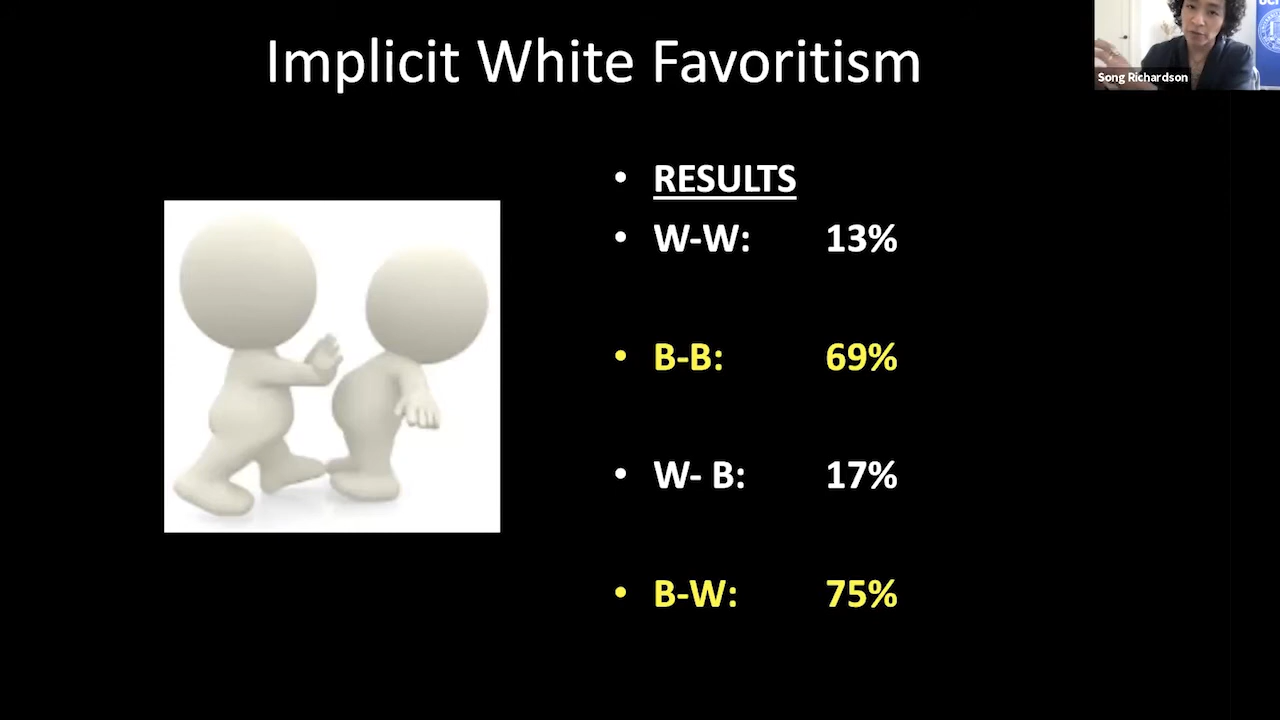 Implicit White Favoritism
Song Richardson
• RESULTS
• W-W: 13%
• B-B: 69%
• W- B: 17%
• B-W: 75%